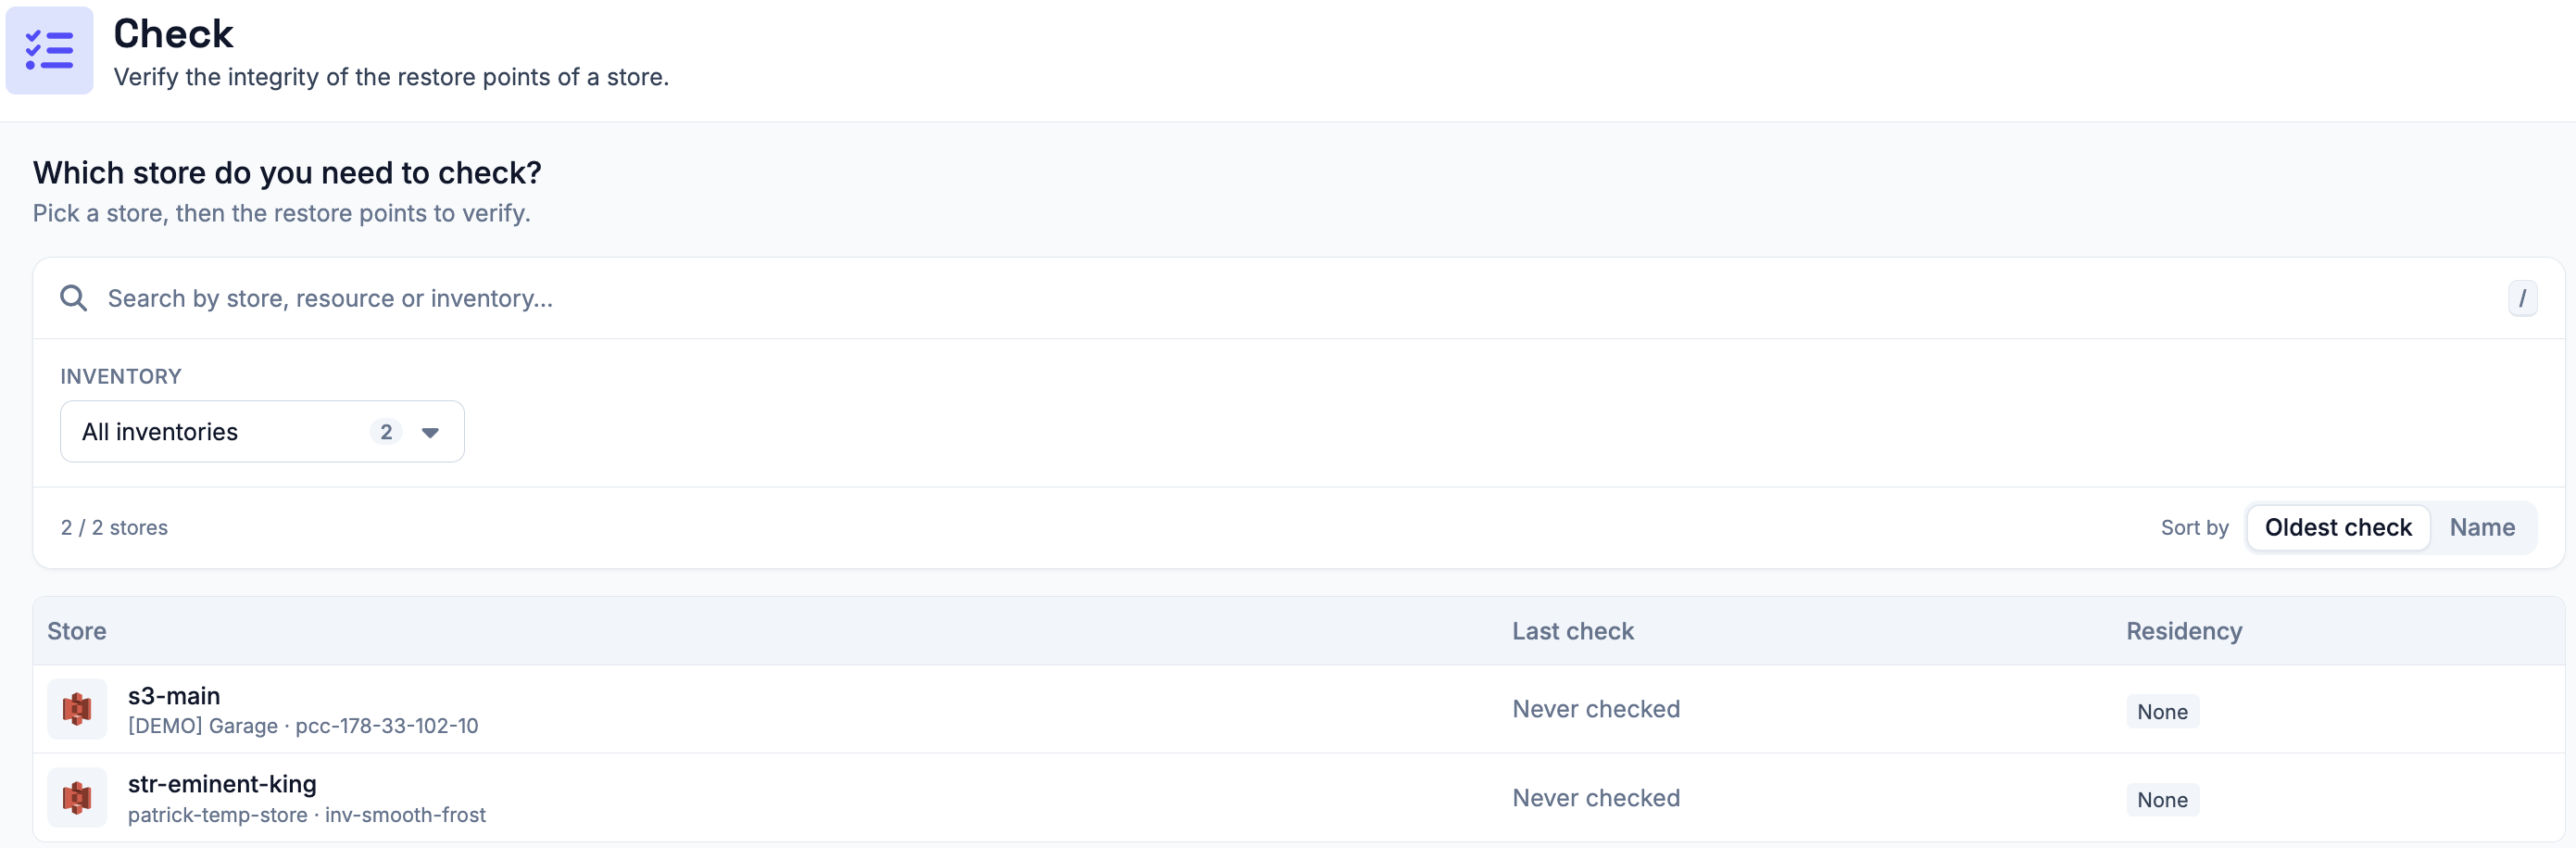 Check
Verify the integrity of the restore points of a store.
Which store do you need to check?
Pick a store, then the restore points to verify.
Search by store, resource or inventory...
/
INVENTORY
All inventories 2
2 / 2 stores
Sort by Oldest check Name
Store Last check Residency
s3-main
[DEMO] Garage · pcc-178-33-102-10
Never checked
None
str-eminent-king
patrick-temp-store · inv-smooth-frost
Never checked
None